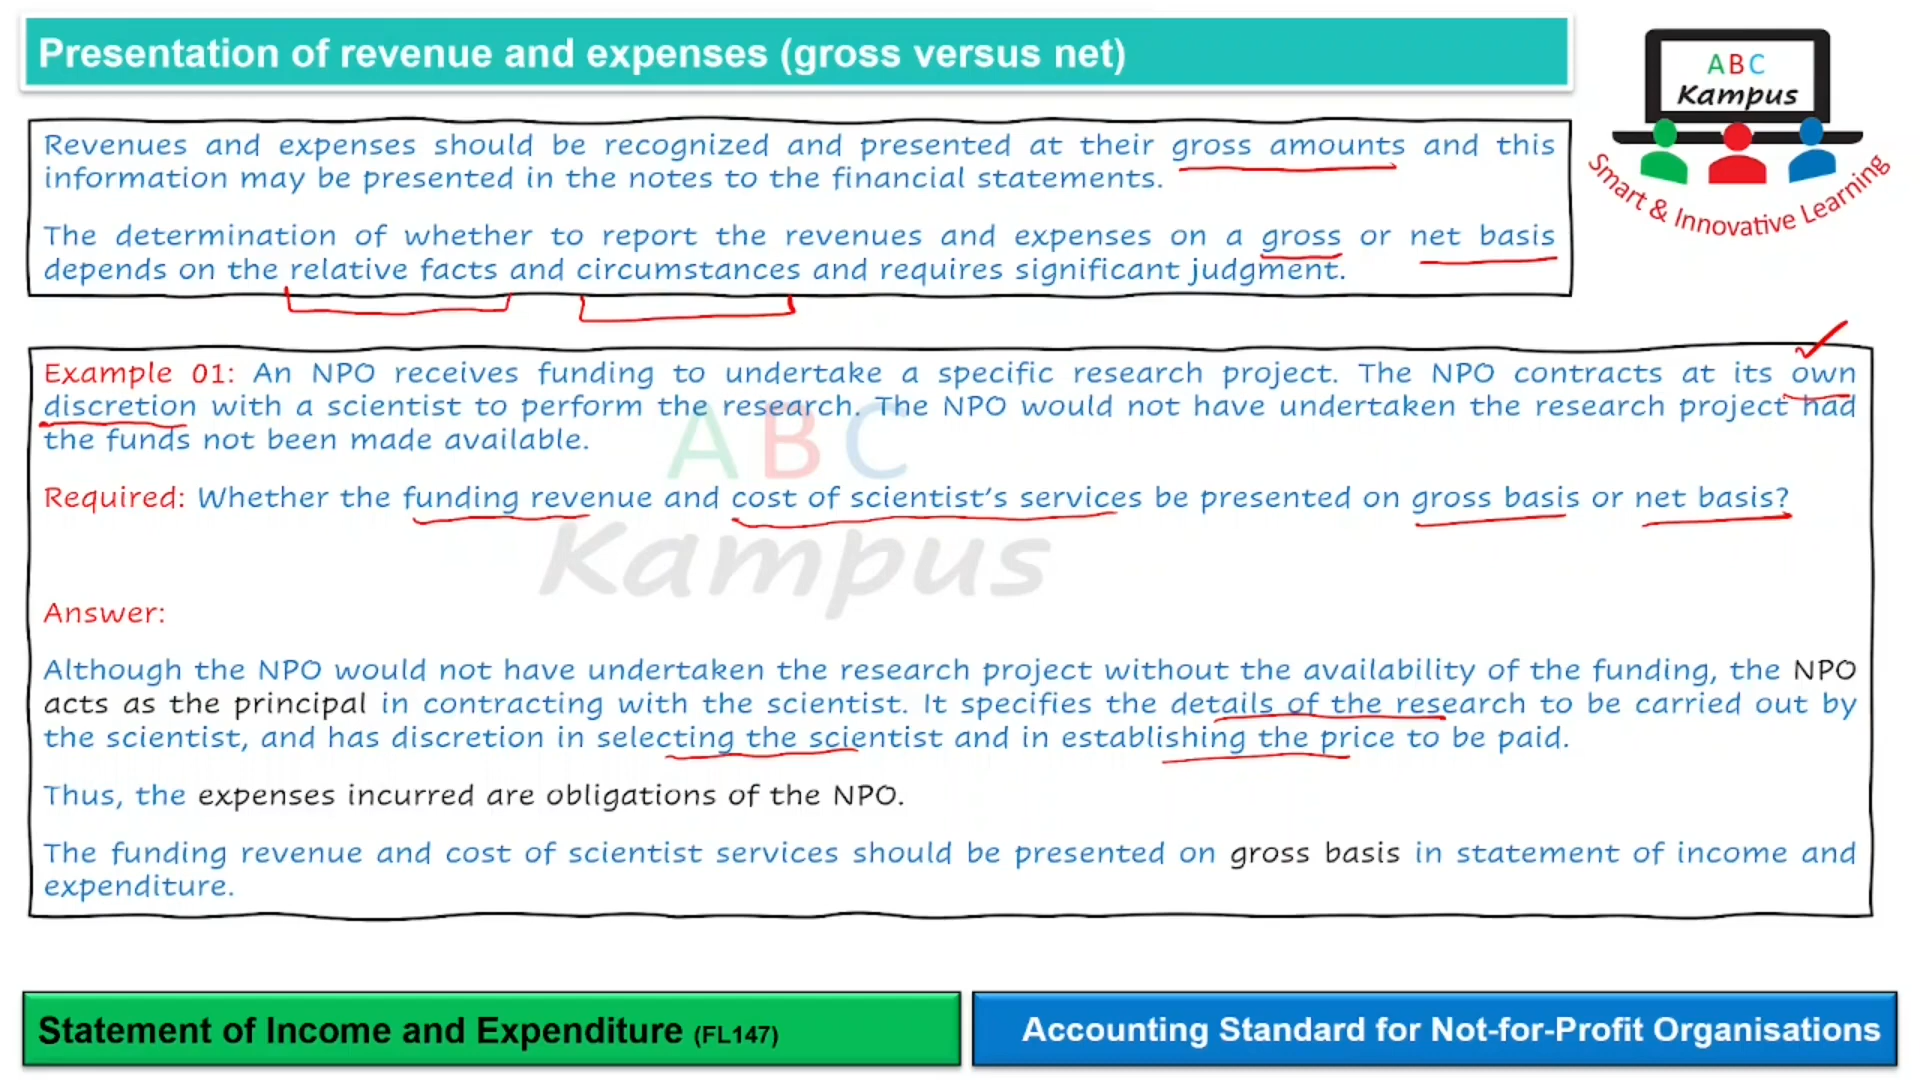 Presentation of revenue and expenses (gross versus net)
ABC
Kampus
Smart & Innovative Learning
Revenues and expenses should be recognized and presented at their gross amounts and this
information may be presented in the notes to the financial statements.
The determination of whether to report the revenues and expenses on a gross or net basis
depends on the relative facts and circumstances and requires significant judgment.
Example 01: An NPO receives funding to undertake a specific research project. The NPO contracts at its own
discretion with a scientist to perform the research. The NPO would not have undertaken the research project had
the funds not been made available.
Required: Whether the funding revenue and cost of scientist's services be presented on gross basis or net basis?
ABC
Kampus
Answer:
Although the NPO would not have undertaken the research project without the availability of the funding, the NPO
acts as the principal in contracting with the scientist. It specifies the details of the research to be carried out by
the scientist, and has discretion in selecting the scientist and in establishing the price to be paid.
Thus, the expenses incurred are obligations of the NPO.
The funding revenue and cost of scientist services should be presented on gross basis in statement of income and
expenditure.
Statement of Income and Expenditure (FL147)
Accounting Standard for Not-for-Profit Organisations